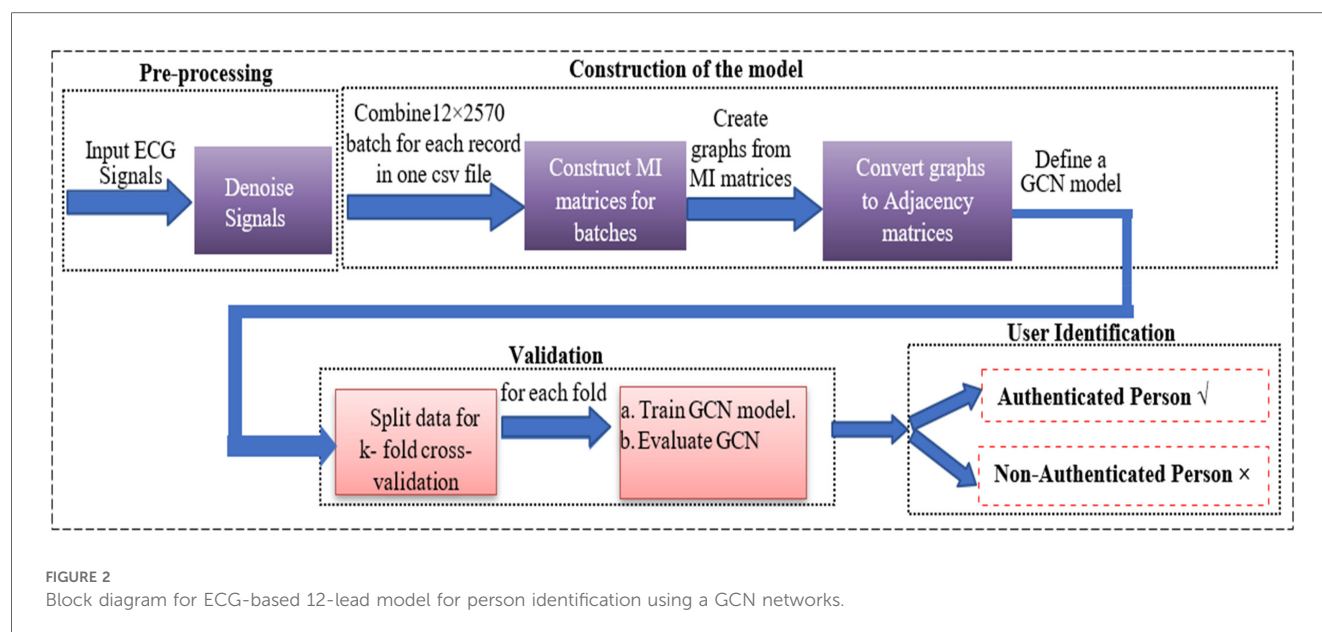 Pre-processing
Input ECG
Signals
Denoise
Signals
Construction of the model
Combine12×2570
batch for each record
in one csv file
Construct MI
matrices for
batches
Create
graphs from
MI matrices
Convert graphs
to Adjacency
matrices
Define a
GCN model
Validation
Split data for
k- fold cross-
validation
for each fold
a. Train GCN model.
b. Evaluate GCN
User Identification
Authenticated Person √
Non-Authenticated Person ×
FIGURE 2
Block diagram for ECG-based 12-lead model for person identification using a GCN networks.